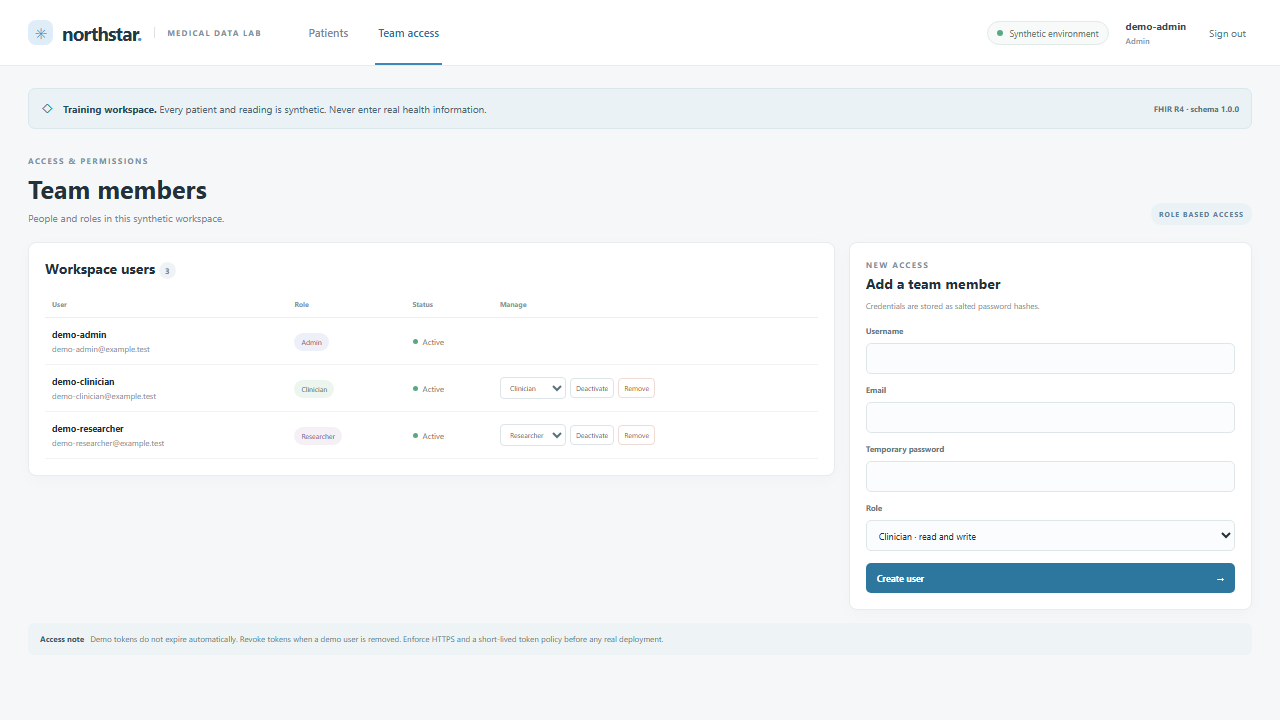 northstar.
MEDICAL DATA LAB
Patients
Team access
Synthetic environment
demo-admin
Admin
Sign out
Training workspace. Every patient and reading is synthetic. Never enter real health information.
FHIR R4 · schema 1.0.0
ACCESS & PERMISSIONS
Team members
People and roles in this synthetic workspace.
ROLE BASED ACCESS
Workspace users 3
User Role Status Manage
demo-admin
demo-admin@example.test
Admin
Active
demo-clinician
demo-clinician@example.test
Clinician
Active
Clinician
Deactivate
Remove
demo-researcher
demo-researcher@example.test
Researcher
Active
Researcher
Deactivate
Remove
NEW ACCESS
Add a team member
Credentials are stored as salted password hashes.
Username
Email
Temporary password
Role
Clinician · read and write
Create user →
Access note Demo tokens do not expire automatically. Revoke tokens when a demo user is removed. Enforce HTTPS and a short-lived token policy before any real deployment.